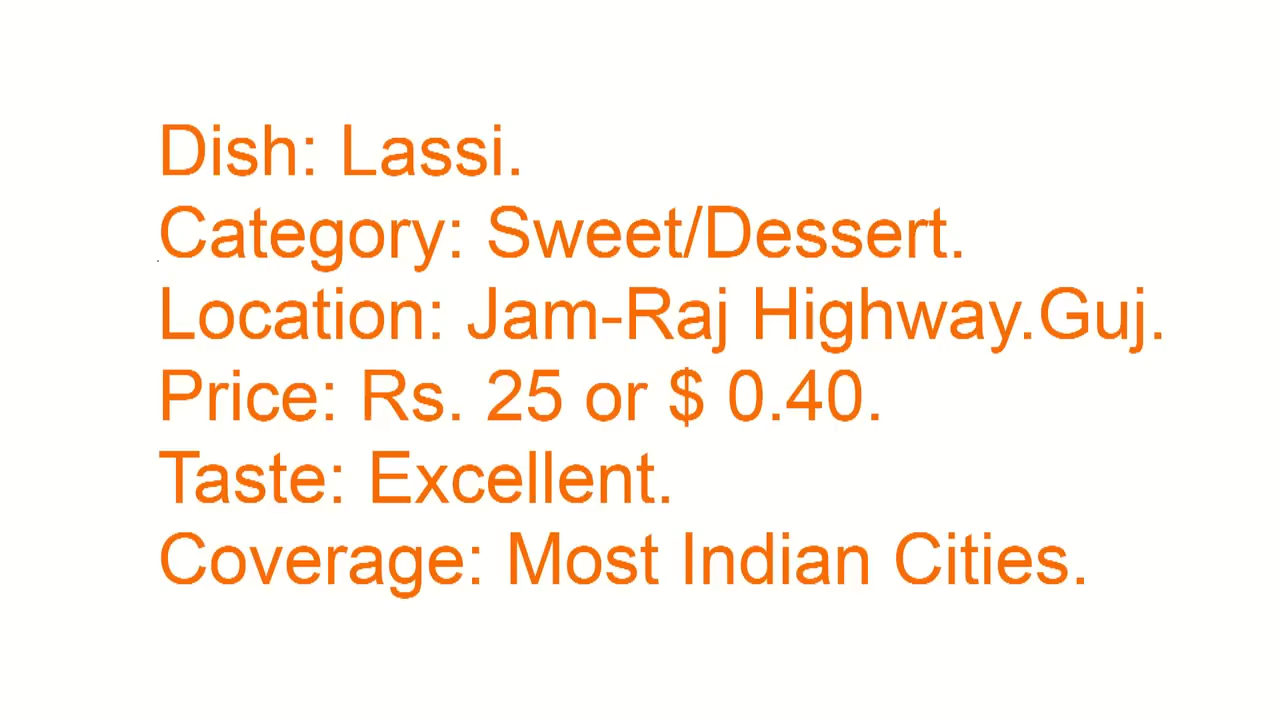 Dish: Lassi.
Category: Sweet/Dessert.
Location: Jam-Raj Highway.Guj.
Price: Rs. 25 or $ 0.40.
Taste: Excellent.
Coverage: Most Indian Cities.